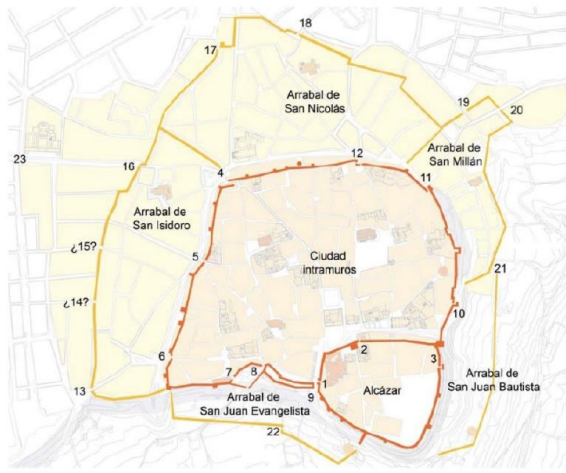 18
17
Arrabal de
San Nicolás
19
20
23
16
4
12
Arrabal de
San Millán
11
Arrabal de
San Isidoro
¿15?
5
Ciudad
intramuros
21
¿14?
10
6
7
8
2
3
13
1
9
Alcázar
Arrabal de
San Juan Evangelista
Arrabal de
San Juan Bautista
22